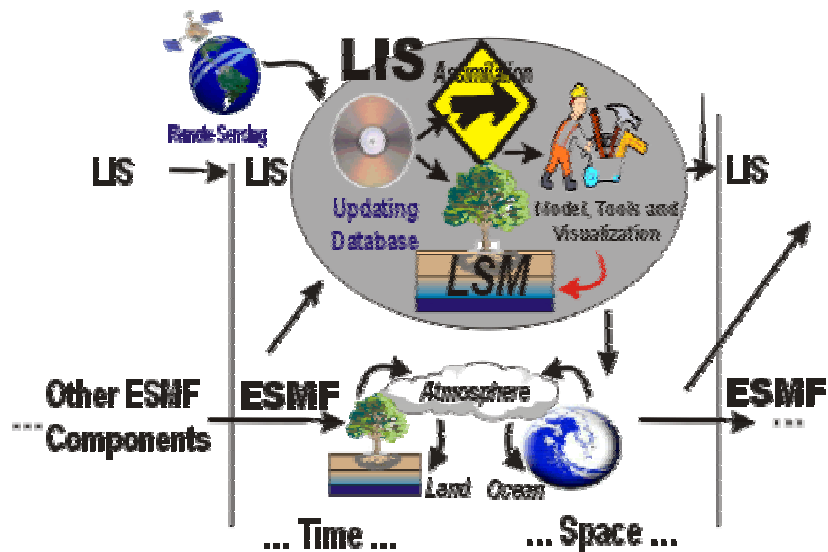 LIS
Assimilation
Remote-Sensing
LIS
LIS
LIS
Updating
Database
Model, Tools and
Visualization
LSM
Other ESMF
... Components
ESMF
Atmosphere
ESMF
...
Land
Ocean
... Time ...
... Space ...